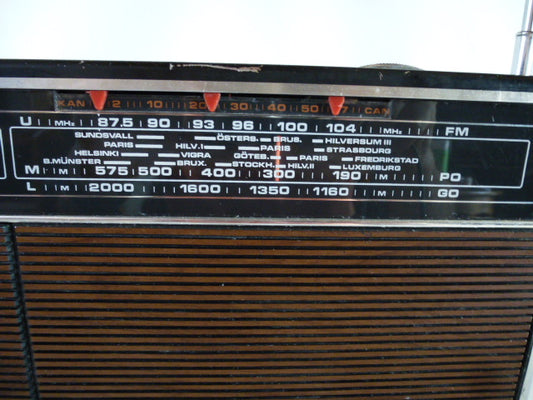 KAN 2 10 20 30 40 50 7 CAN
U MHz 87.5 90 93 96 100 104 MHz FM
SUNDSVALL ÖSTERS. BRUS. HILVERSUM III
PARIS HILV.I PARIS STRASBOURG
HELSINKI VIGRA GÖTEB. PARIS FREDRIKSTAD
B.MÜNSTER BRUX. STOCKH. HILV.II LUXEMBURG
M 575 500 400 300 190 M PO
L M 2000 1600 1350 1160 M GO